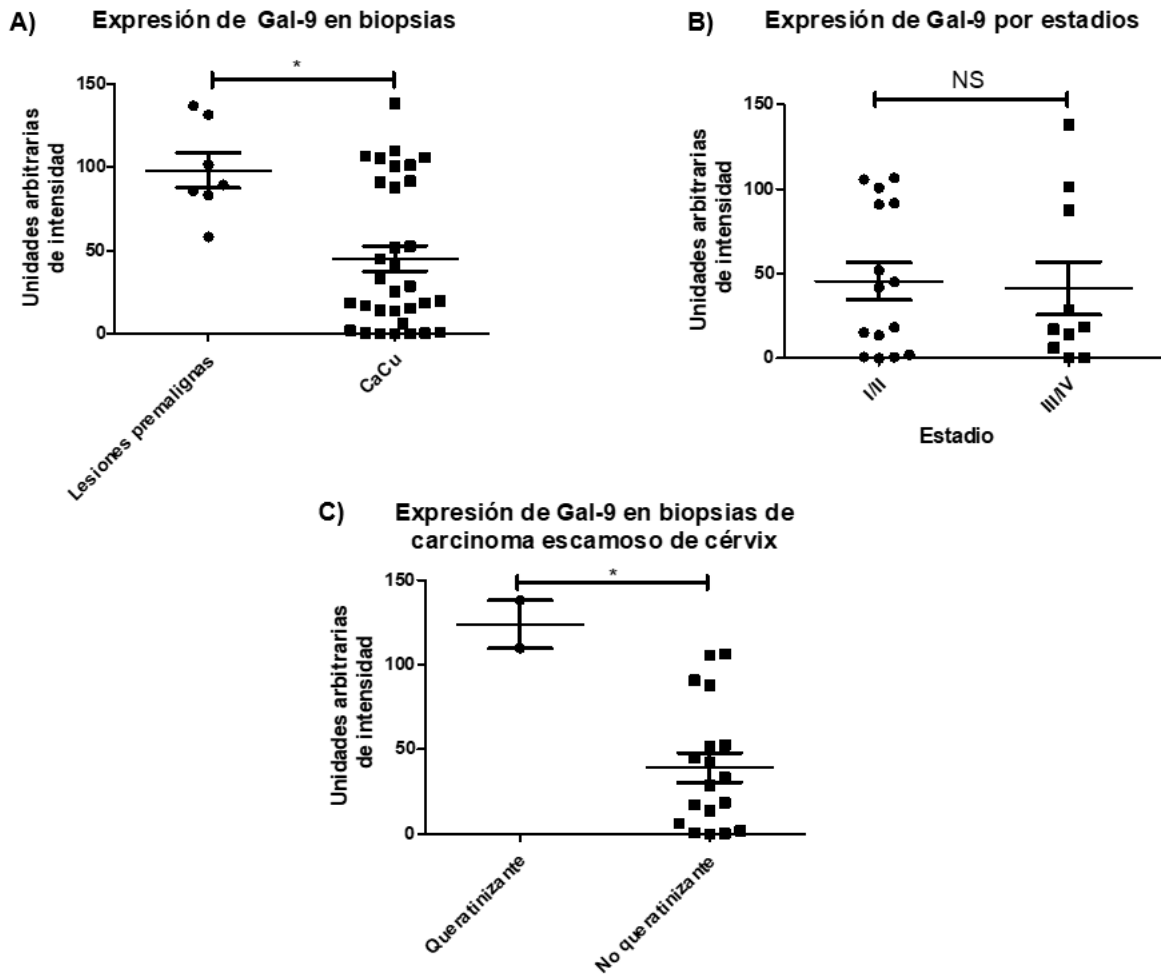 A) Expresión de Gal-9 en biopsias
*
Unidades arbitrarias
de intensidad
150
100
50
0
Lesiones premalignas
CaCu
B) Expresión de Gal-9 por estadios
NS
Unidades arbitrarias
de intensidad
150
100
50
0
I/II
III/IV
Estadio
C) Expresión de Gal-9 en biopsias de
carcinoma escamoso de cérvix
*
Unidades arbitrarias
de intensidad
150
100
50
0
Queratinizante
No queratinizante